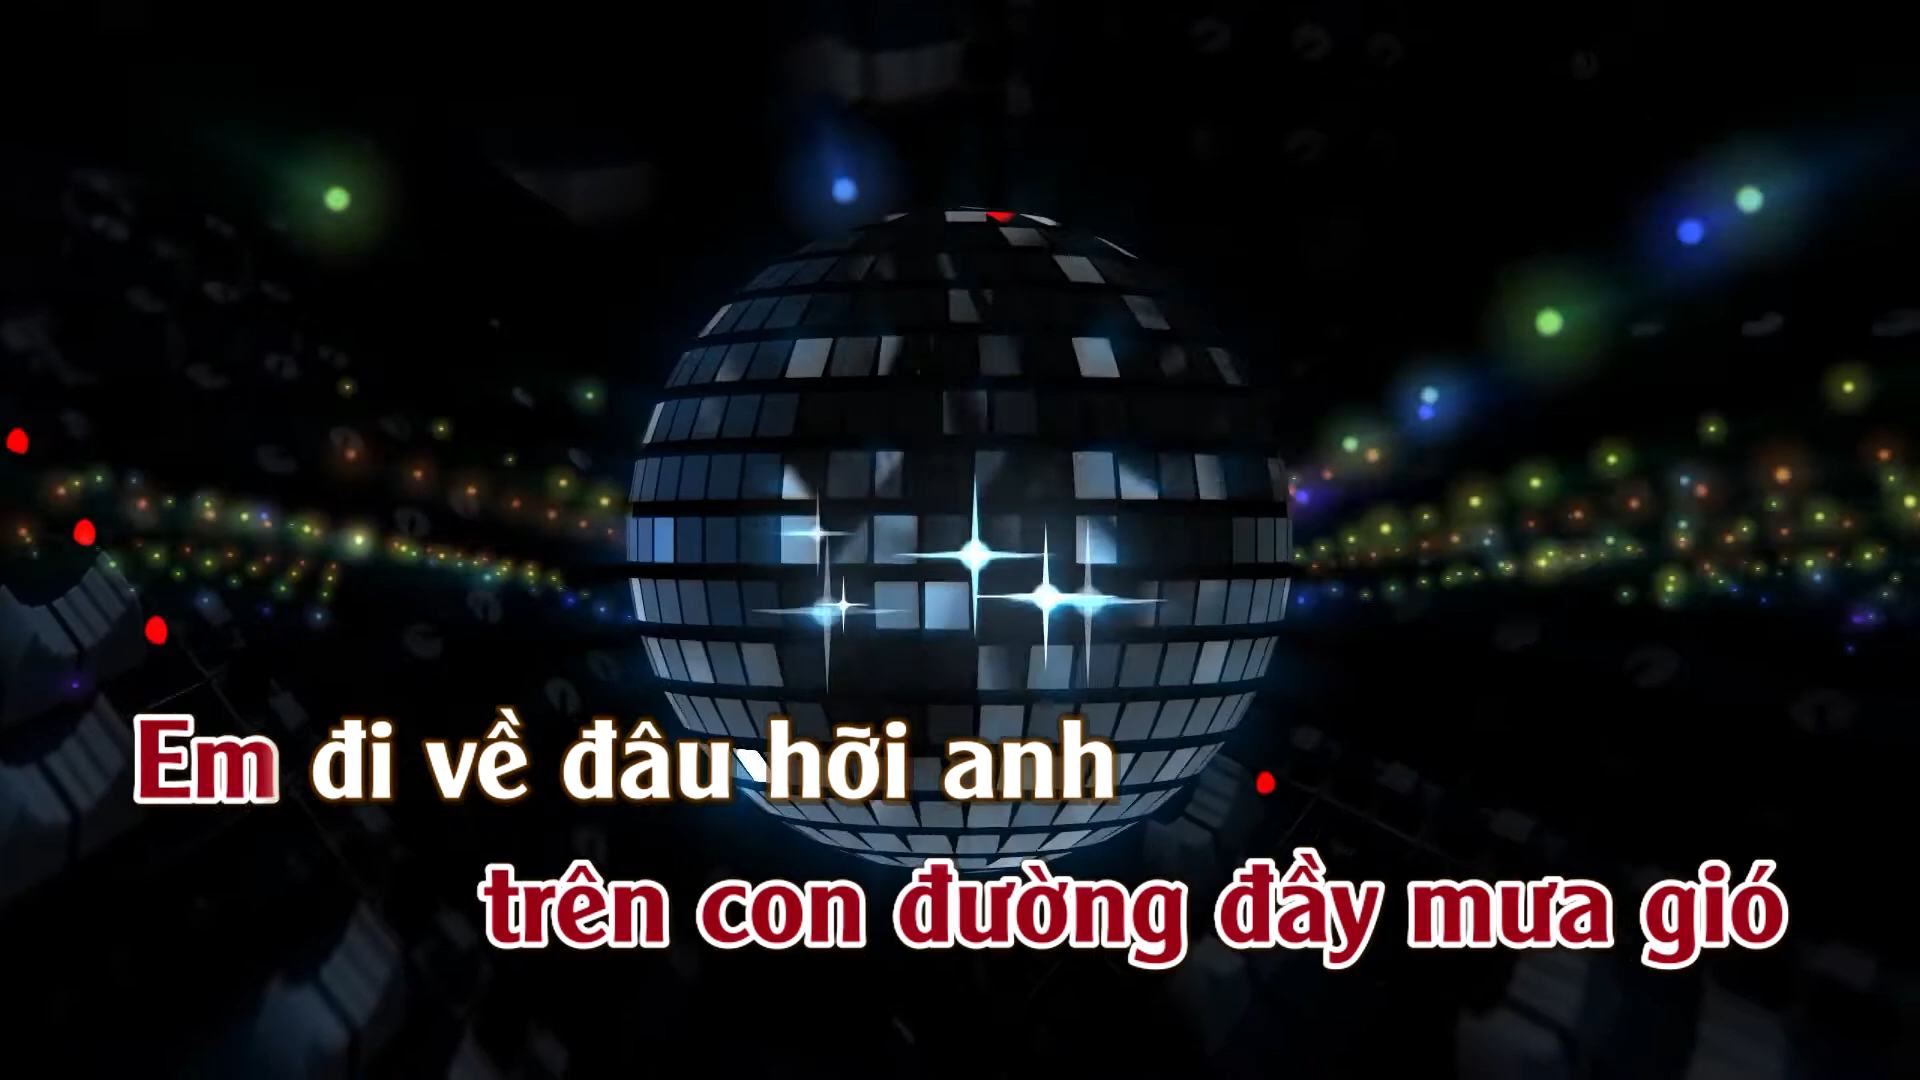 Em đi về đâu hỡi anh
trên con đường đầy mưa gió